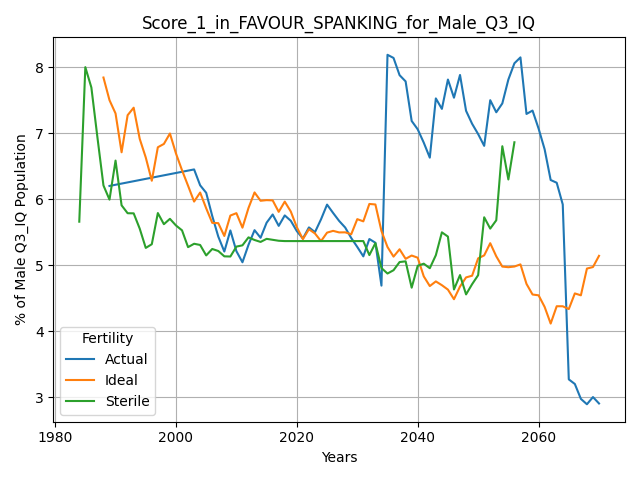 Score_1_in_FAVOUR_SPANKING_for_Male_Q3_IQ
% of Male Q3_IQ Population
8
7
6
5
4
3
Fertility
Actual
Ideal
Sterile
1980
2000
2020
2040
2060
Years